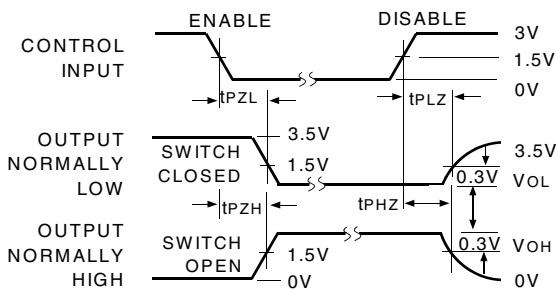 ENABLE DISABLE
CONTROL INPUT
3V
1.5V
0V
tPZL tPLZ
OUTPUT NORMALLY LOW
SWITCH CLOSED
3.5V
1.5V
3.5V
0.3V VOL
tPZH tPHZ
OUTPUT NORMALLY HIGH
SWITCH OPEN
1.5V
0V
0.3V VOH
0V